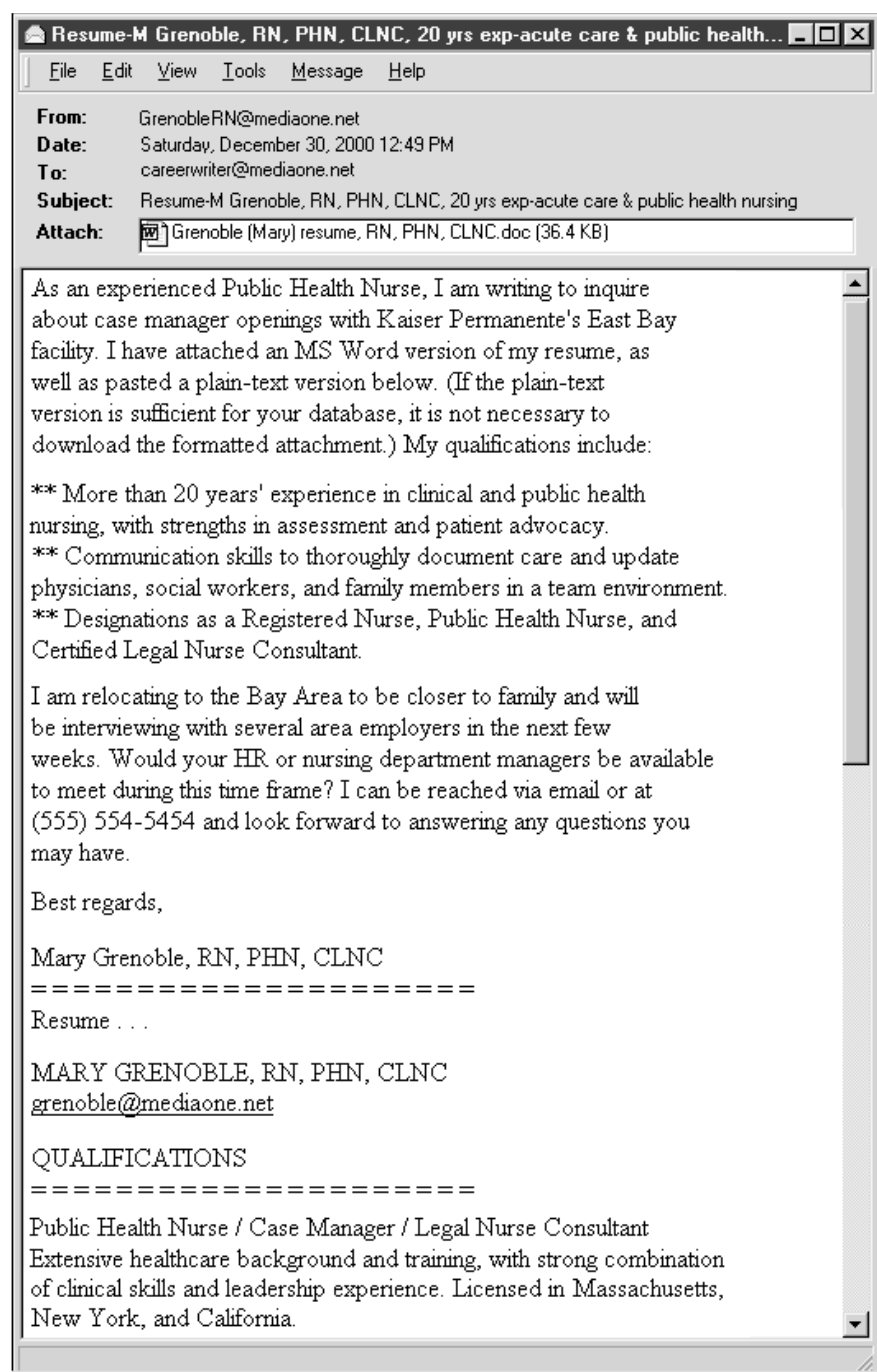 Resume-M Grenoble, RN, PHN, CLNC, 20 yrs exp-acute care & public health...
File Edit View Tools Message Help
From: GrenobleRN@mediaone.net
Date: Saturday, December 30, 2000 12:49 PM
To: careerwriter@mediaone.net
Subject: Resume-M Grenoble, RN, PHN, CLNC, 20 yrs exp-acute care & public health nursing
Attach: Grenoble (Mary) resume, RN, PHN, CLNC.doc (36.4 KB)
As an experienced Public Health Nurse, I am writing to inquire
about case manager openings with Kaiser Permanente's East Bay
facility. I have attached an MS Word version of my resume, as
well as pasted a plain-text version below. (If the plain-text
version is sufficient for your database, it is not necessary to
download the formatted attachment.) My qualifications include:
** More than 20 years' experience in clinical and public health
nursing, with strengths in assessment and patient advocacy.
** Communication skills to thoroughly document care and update
physicians, social workers, and family members in a team environment.
** Designations as a Registered Nurse, Public Health Nurse, and
Certified Legal Nurse Consultant.
I am relocating to the Bay Area to be closer to family and will
be interviewing with several area employers in the next few
weeks. Would your HR or nursing department managers be available
to meet during this time frame? I can be reached via email or at
(555) 554-5454 and look forward to answering any questions you
may have.
Best regards,
Mary Grenoble, RN, PHN, CLNC
= = = = = = = = = = = = = = = = = = = = =
Resume . . .
MARY GRENOBLE, RN, PHN, CLNC
grenoble@mediaone.net
QUALIFICATIONS
= = = = = = = = = = = = = = = = = = = = =
Public Health Nurse / Case Manager / Legal Nurse Consultant
Extensive healthcare background and training, with strong combination
of clinical skills and leadership experience. Licensed in Massachusetts,
New York, and California.